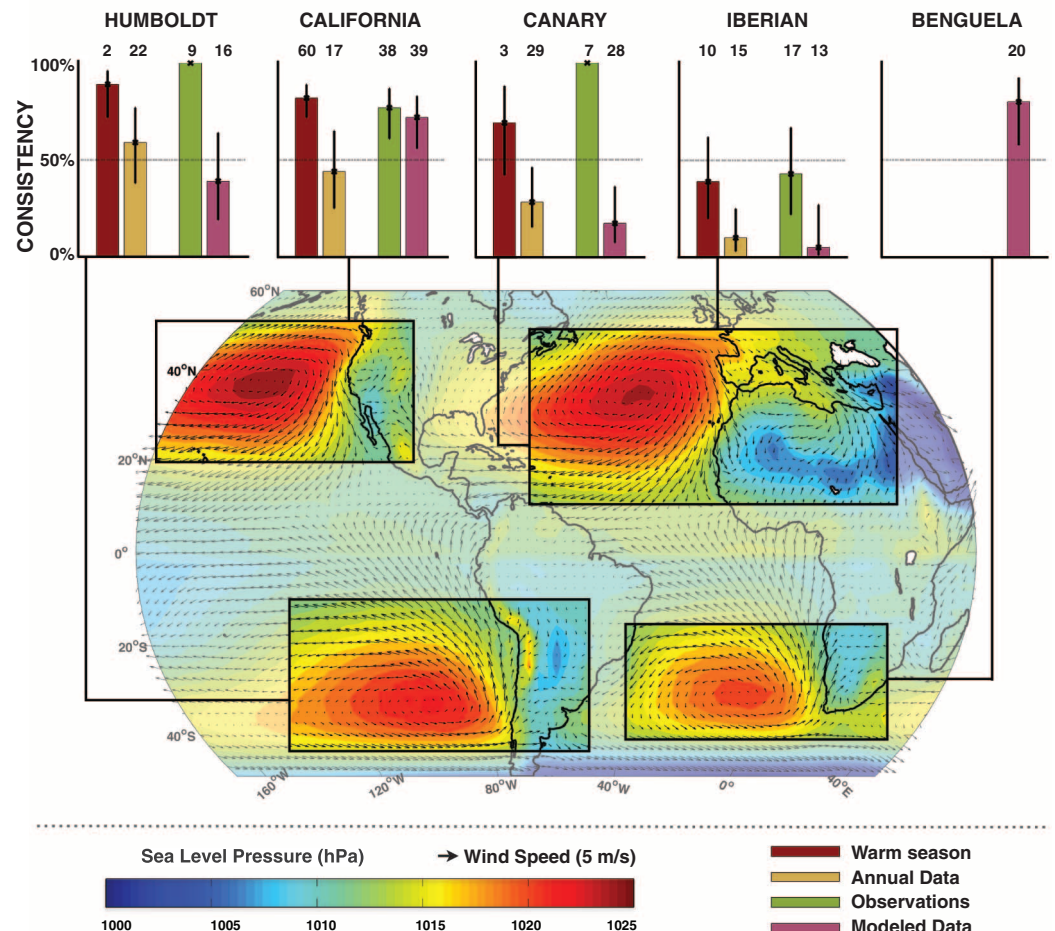 HUMBOLDT CALIFORNIA CANARY IBERIAN BENGUELA
2 22 9 16 60 17 38 39 3 29 7 28 10 15 17 13 20
100%
50%
0%
CONSISTENCY
60°N
40°N
20°N
0°
20°S
40°S
160°W 120°W 80°W 40°W 0° 40°E
Sea Level Pressure (hPa) → Wind Speed (5 m/s)
1000 1005 1010 1015 1020 1025
Warm season
Annual Data
Observations
Modeled Data